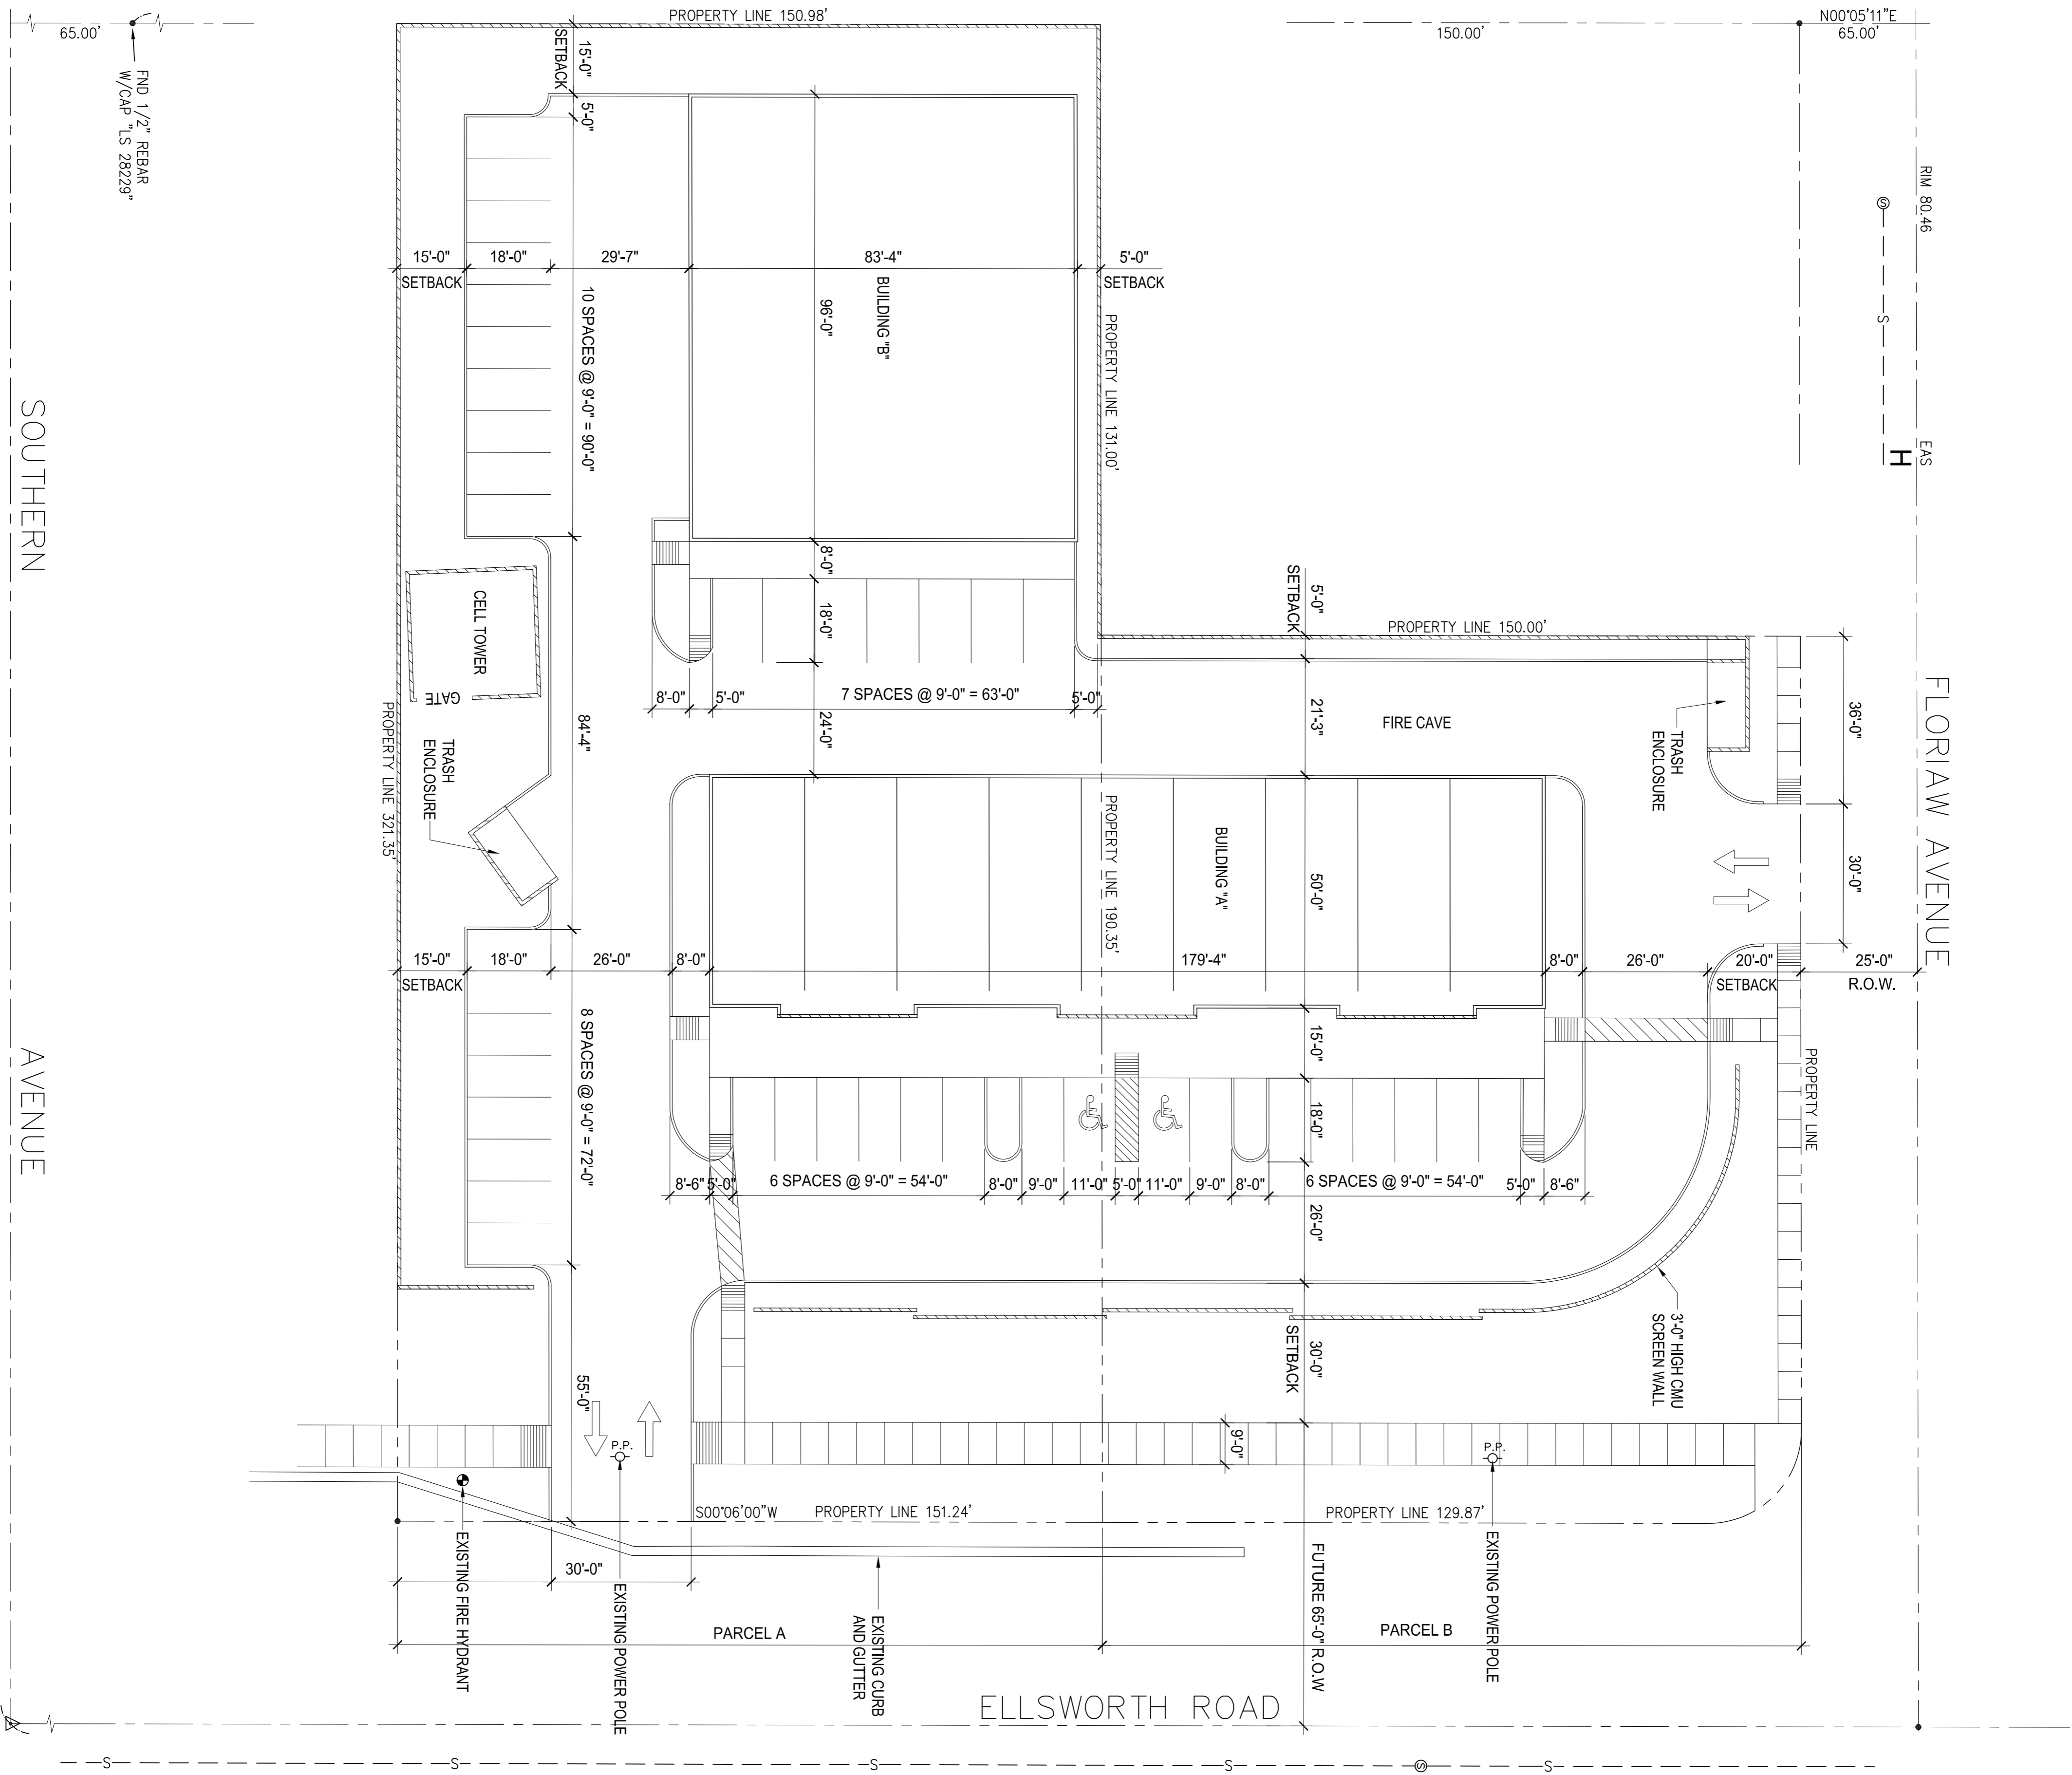 65.00'
PROPERTY LINE 150.98'
150.00'
N00°05'11"E
65.00'
FND 1/2" REBAR
W/CAP "LS 28229"
15'-0"
SETBACK
5'-0"
RIM 80.46
S
S
EAS
H
15'-0"
SETBACK
18'-0"
29'-7"
83'-4"
5'-0"
SETBACK
BUILDING "B"
96'-0"
10 SPACES @ 9'-0" = 90'-0"
PROPERTY LINE 131.00'
SOUTHERN
AVENUE
CELL TOWER
GATE
8'-0"
18'-0"
5'-0"
SETBACK
PROPERTY LINE 150.00'
8'-0"
5'-0"
7 SPACES @ 9'-0" = 63'-0"
5'-0"
24'-0"
21'-3"
FIRE CAVE
TRASH
ENCLOSURE
36'-0"
FLORIAW AVENUE
PROPERTY LINE 321.35'
TRASH
ENCLOSURE
84'-4"
PROPERTY LINE 190.35'
BUILDING "A"
50'-0"
30'-0"
15'-0"
SETBACK
18'-0"
26'-0"
8'-0"
179'-4"
8'-0"
26'-0"
20'-0"
SETBACK
25'-0"
R.O.W.
8 SPACES @ 9'-0" = 72'-0"
15'-0"
18'-0"
PROPERTY LINE
8'-6"
5'-0"
6 SPACES @ 9'-0" = 54'-0"
8'-0"
9'-0"
11'-0"
5'-0"
11'-0"
9'-0"
8'-0"
6 SPACES @ 9'-0" = 54'-0"
5'-0"
8'-6"
26'-0"
3'-0" HIGH CMU
SCREEN WALL
30'-0"
SETBACK
55'-0"
P.P.
9'-0"
P.P.
S00°06'00"W
PROPERTY LINE 151.24'
PROPERTY LINE 129.87'
EXISTING FIRE HYDRANT
30'-0"
EXISTING POWER POLE
EXISTING CURB
AND GUTTER
FUTURE 65'-0" R.O.W
EXISTING POWER POLE
PARCEL A
PARCEL B
ELLSWORTH ROAD
S
S
S
S
S
S